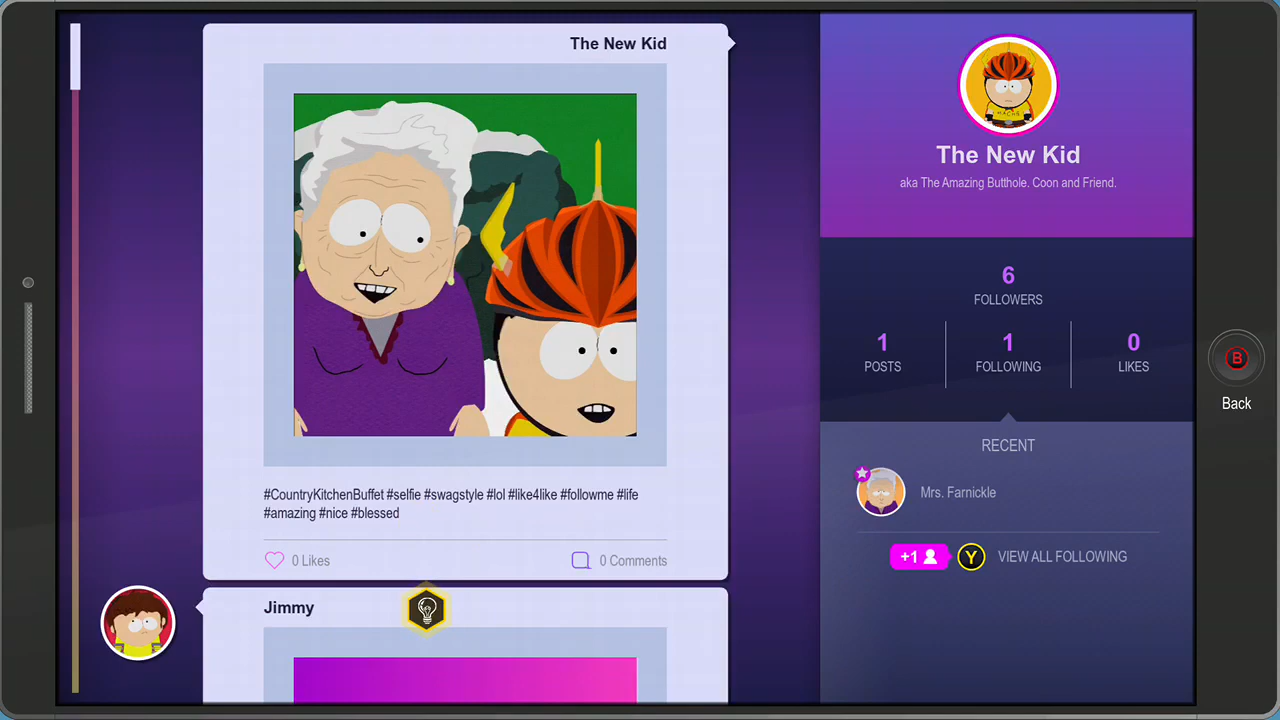 The New Kid
#CountryKitchenBuffet #selfie #swagstyle #lol #like4like #followme #life
#amazing #nice #blessed
0 Likes
0 Comments
Jimmy
The New Kid
aka The Amazing Butthole. Coon and Friend.
6
FOLLOWERS
1
POSTS
1
FOLLOWING
0
LIKES
RECENT
Mrs. Farnickle
+1
Y
VIEW ALL FOLLOWING
B
Back